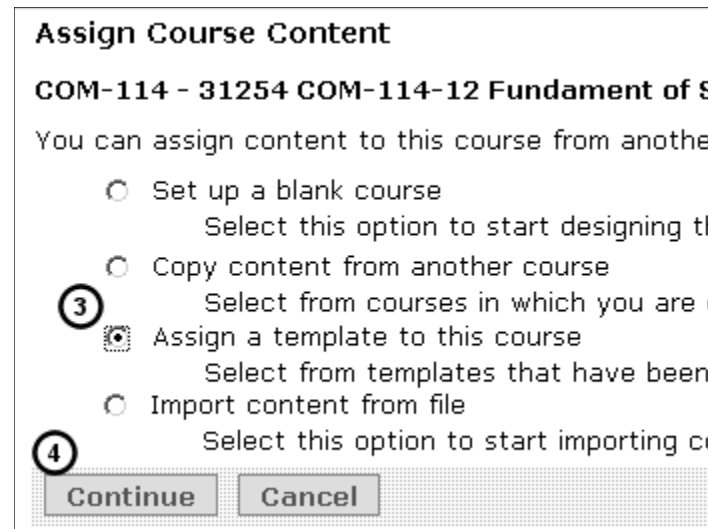 Assign Course Content
COM-114 - 31254 COM-114-12 Fundament of
You can assign content to this course from
Set up a blank course
Select this option to start designing
Copy content from another course
3
Select from courses in which you are
Assign a template to this course
Select from templates that have been
Import content from file
4
Select this option to start importing
Continue Cancel